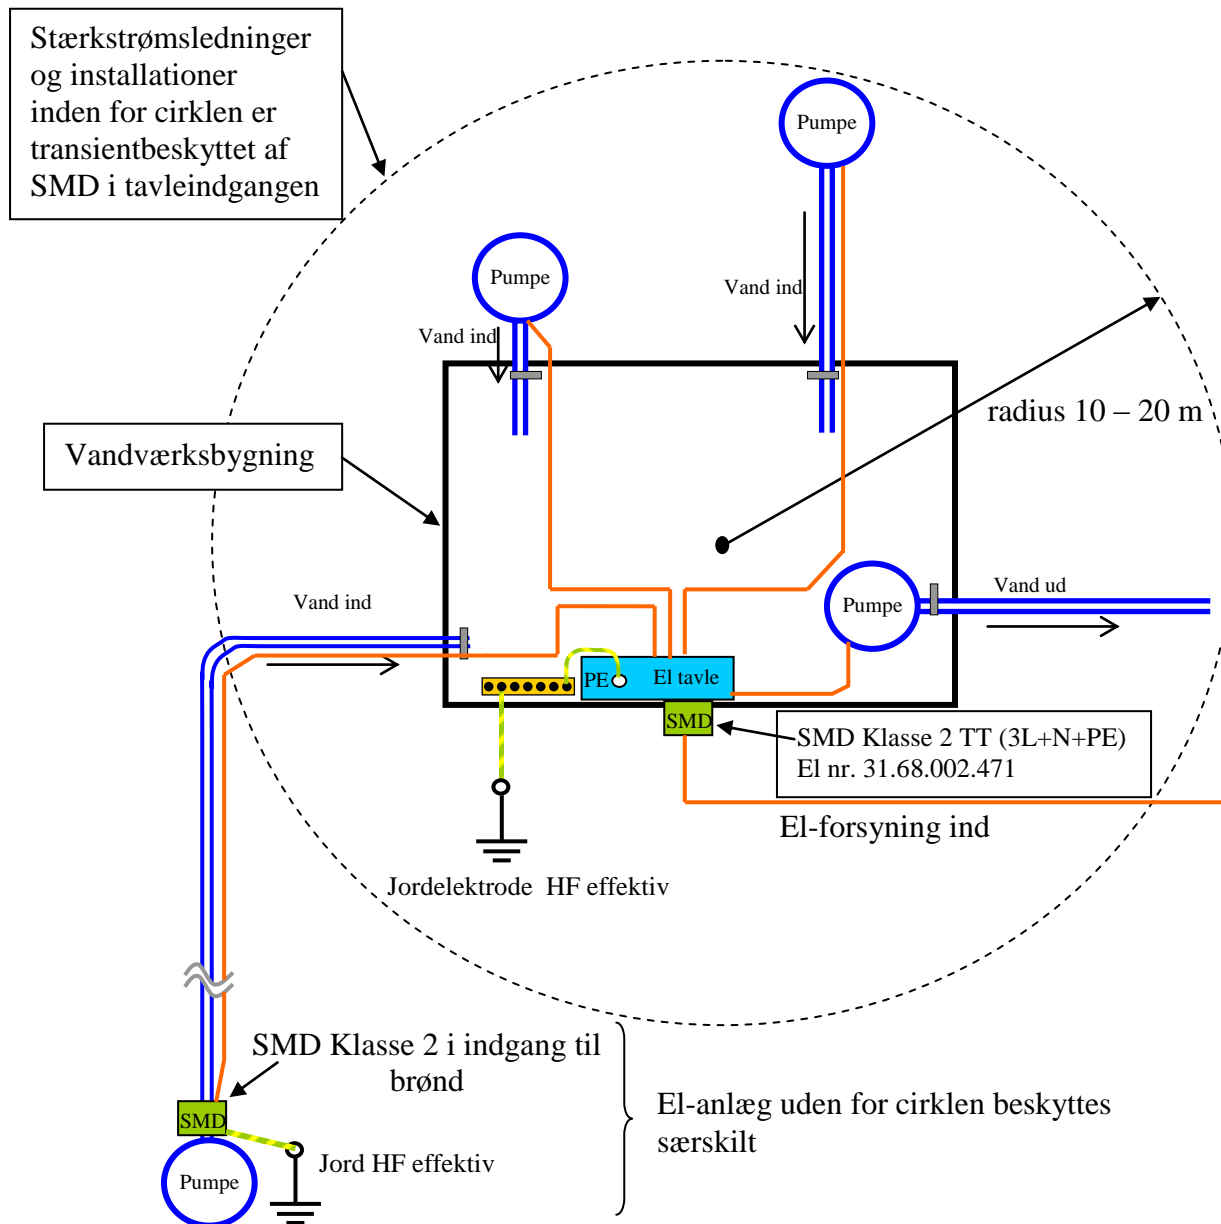 Stærkstrømsledninger
og installationer
inden for cirklen er
transientbeskyttet af
SMD i tavleindgangen
Pumpe
Pumpe
Vand ind
Vand ind
radius 10 – 20 m
Vandværksbygning
Vand ind
Pumpe
Vand ud
PE
El tavle
SMD
SMD Klasse 2 TT (3L+N+PE)
El nr. 31.68.002.471
El-forsyning ind
Jordelektrode HF effektiv
SMD Klasse 2 i indgang til
brønd
El-anlæg uden for cirklen beskyttes
særskilt
SMD
Jord HF effektiv
Pumpe